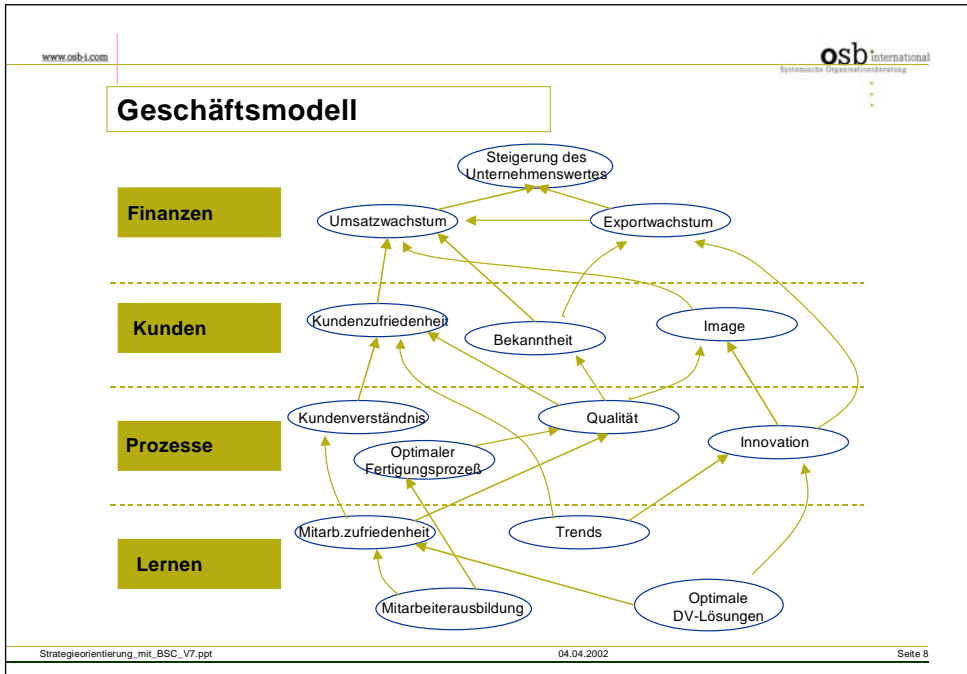 www.osb-i.com
osb international
Systemische Organisationsberatung
Geschäftsmodell
Steigerung des
Unternehmenswertes
Finanzen
Umsatzwachstum
Exportwachstum
Kunden
Kundenzufriedenheit
Bekanntheit
Image
Prozesse
Kundenverständnis
Qualität
Optimaler
Fertigungsprozeß
Innovation
Lernen
Mitarb.zufriedenheit
Trends
Mitarbeiterausbildung
Optimale
DV-Lösungen
Strategieorientierung_mit_BSC_V7.ppt
04.04.2002
Seite 8